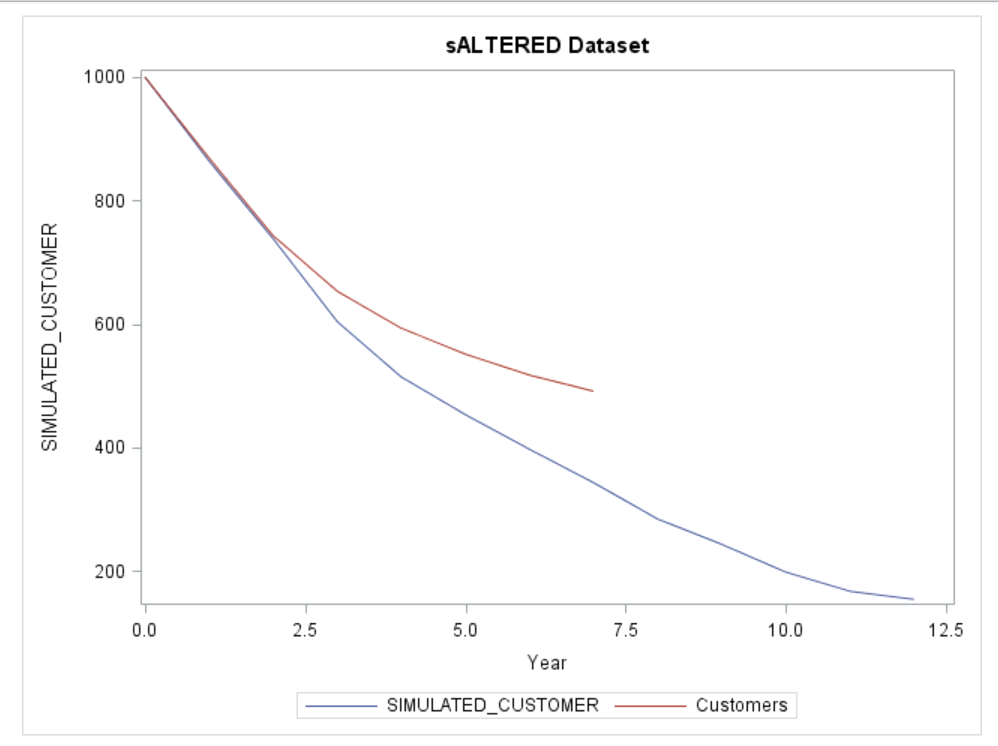 sALTERED Dataset
SIMULATED_CUSTOMER
1000
800
600
400
200
0.0 2.5 5.0 7.5 10.0 12.5
Year
SIMULATED_CUSTOMER Customers